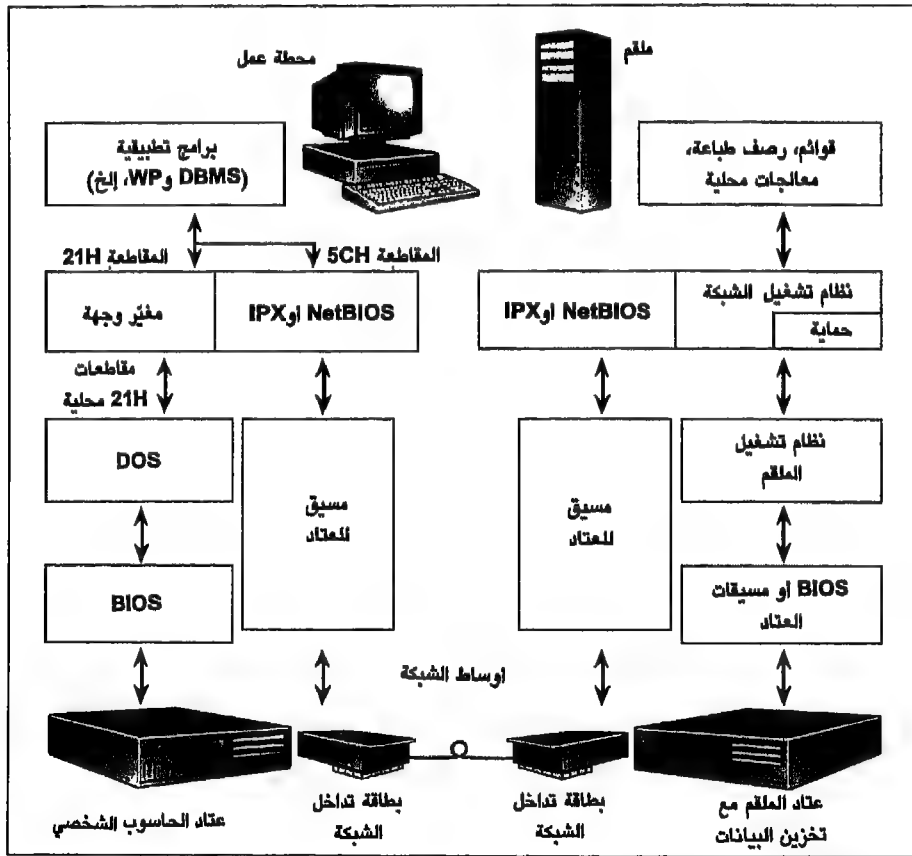 ملقم
محطة عمل
برامج تطبيقية
(DBMS وWP، إلخ)
قوائم، رصف طباعة،
معالجات محلية
المقاطعة 21H
المقاطعة 5CH
مغيّر وجهة
NetBIOS اوIPX
NetBIOS اوIPX
نظام تشغيل الشبكة
حماية
مقاطعات
21H محلية
DOS
مسيق
للعتاد
مسيق
للعتاد
نظام تشغيل
الملقم
BIOS
BIOS او مسيقات
العتاد
اوساط الشبكة
عتاد الحاسوب الشخصي
بطاقة تداخل
الشبكة
بطاقة تداخل
الشبكة
عتاد الملقم مع
تخزين البيانات